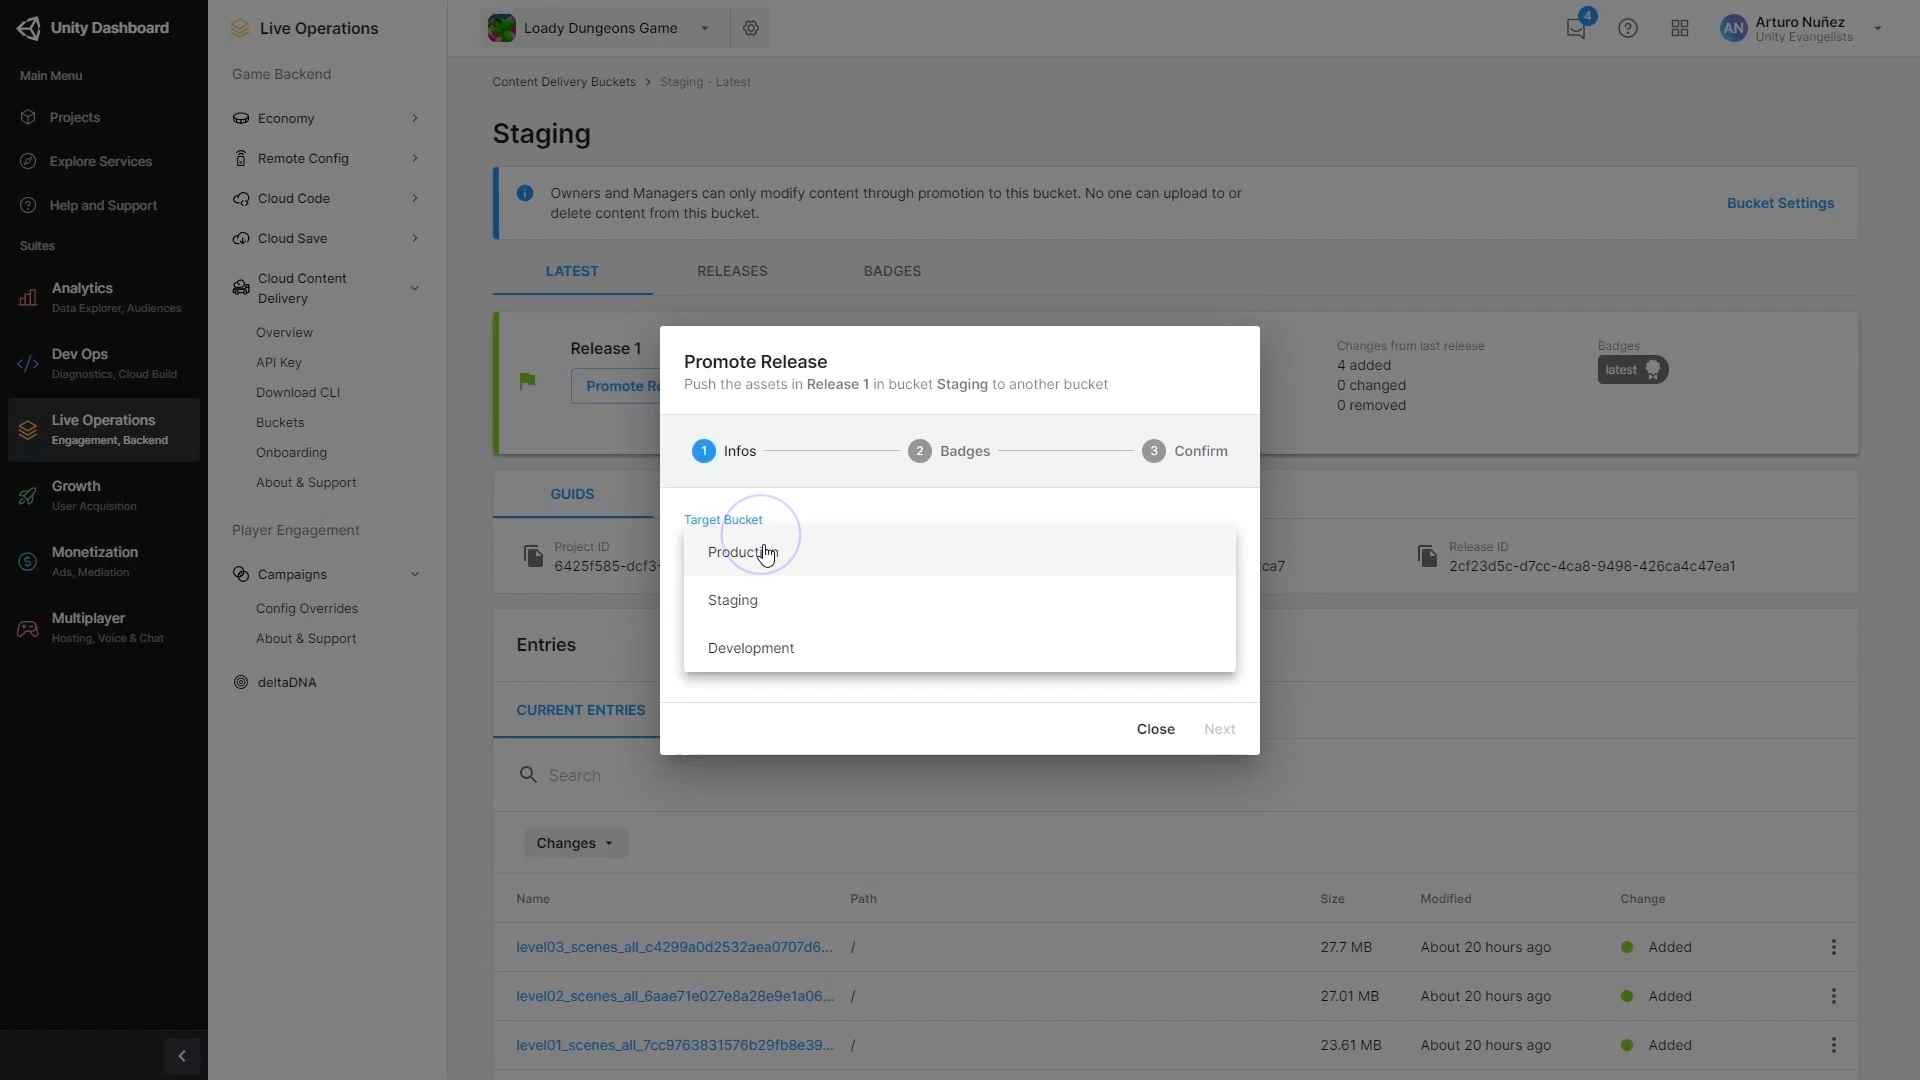 Unity Dashboard
Main Menu
Projects
Explore Services
Help and Support
Suites
Analytics
Data Explorer, Audiences
Dev Ops
Diagnostics, Cloud Build
Live Operations
Engagement, Backend
Growth
User Acquisition
Monetization
Ads, Mediation
Multiplayer
Hosting, Voice & Chat
Live Operations
Game Backend
Economy
Remote Config
Cloud Code
Cloud Save
Cloud Content
Delivery
Overview
API Key
Download CLI
Buckets
Onboarding
About & Support
Player Engagement
Campaigns
Config Overrides
About & Support
deltaDNA
Loady Dungeons Game
4
AN
Arturo Nuñez
Unity Evangelists
Content Delivery Buckets > Staging - Latest
Staging
Owners and Managers can only modify content through promotion to this bucket. No one can upload to or
delete content from this bucket.
Bucket Settings
LATEST RELEASES BADGES
Release 1
Promote Re
Changes from last release
4 added
0 changed
0 removed
Badges
latest
GUIDS
Project ID
6425f585-dcf3-
2ca7
Release ID
2cf23d5c-d7cc-4ca8-9498-426ca4c47ea1
Promote Release
Push the assets in Release 1 in bucket Staging to another bucket
1 Infos 2 Badges 3 Confirm
Target Bucket
Production
Staging
Development
Close Next
Entries
CURRENT ENTRIES
Search
Changes
Name Path Size Modified Change
level03_scenes_all_c4299a0d2532aea0707d6... / 27.7 MB About 20 hours ago Added
level02_scenes_all_6aae71e027e8a28e9e1a06... / 27.01 MB About 20 hours ago Added
level01_scenes_all_7cc9763831576b29fb8e39... / 23.61 MB About 20 hours ago Added